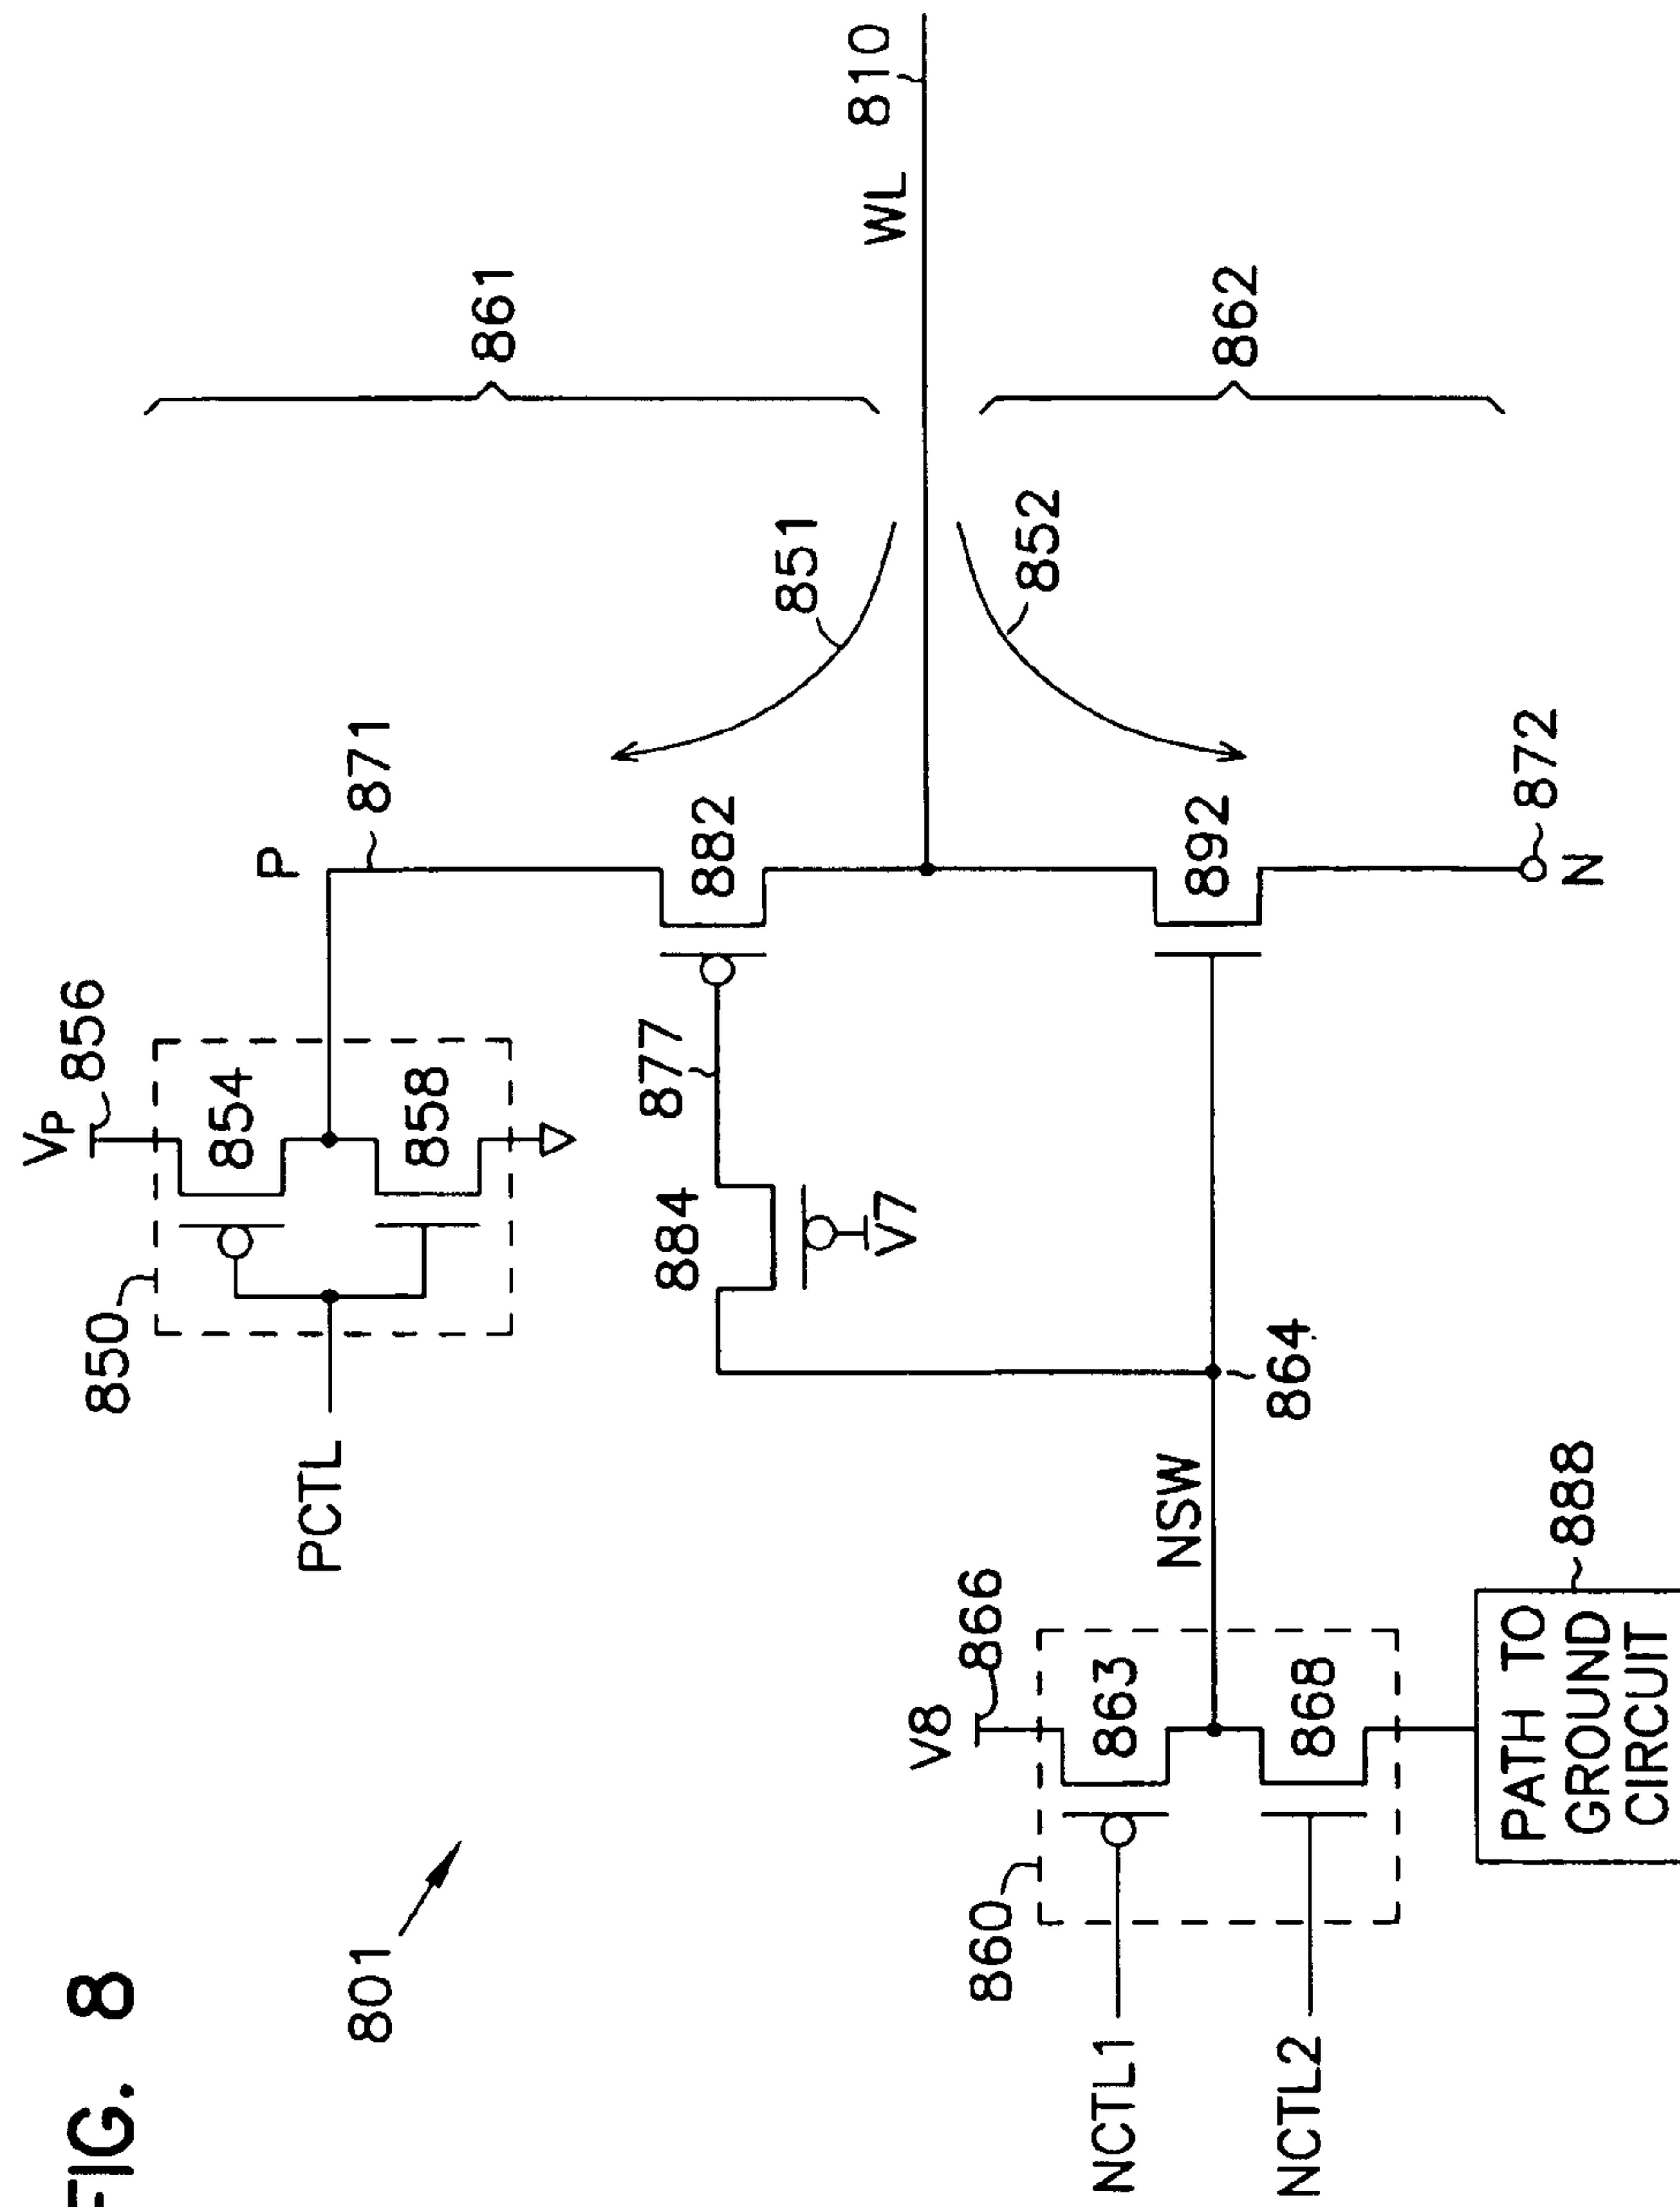 FIG. 8
801
VP
856
850
854
858
PCTL
P
871
861
884
877
882
V7
851
WL
810
852
862
V8
866
860
863
868
NSW
864
892
NCTL1
NCTL2
872
N
888
PATH TO
GROUND
CIRCUIT